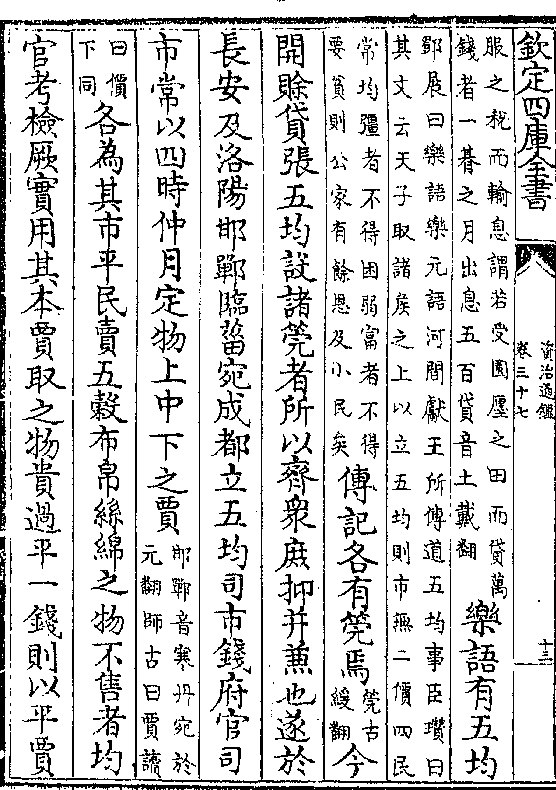 欽定四庫全書
資治通鑑
卷三十七
十三
服之稅而輸息謂若受園廛之田而貸萬
錢者一朞之月出息五百貸音土戴翻
樂語有五均
鄧展曰樂語樂元語河間獻王所傳道五均事臣瓚曰
其文云天子取諸侯之土以立五均則市無二價四民
常均彊者不得困弱富者不得
要貧則公家有餘恩及小民矣
傳記各有筦焉
筦古
緩翻
今
開賖貸張五均設諸筦者所以齊衆庶抑并兼也遂於
長安及洛陽邯鄲臨菑宛成都立五均司市錢府官司
市常以四時仲月定物上中下之賈
邯鄲音寒丹宛於
元翻師古曰賈讀
曰價
下同
各為其市平民賣五穀布帛絲綿之物不售者均
官考檢厥實用其本賈取之物貴過平一錢則以平賈